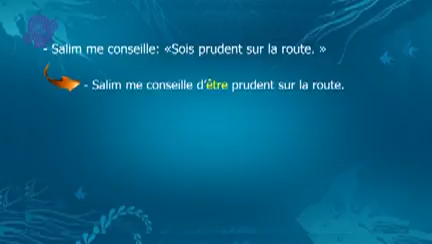 - Salim me conseille: «Sois prudent sur la route. »
- Salim me conseille d'être prudent sur la route.